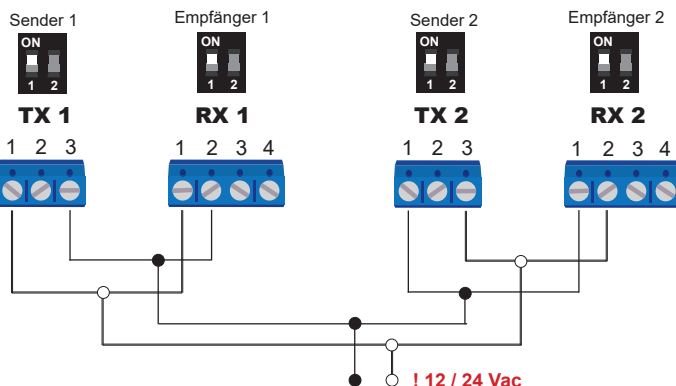 Sender 1 Empfänger 1 Sender 2 Empfänger 2
ON ON ON ON
1 2 1 2 1 2 1 2
TX 1 RX 1 TX 2 RX 2
1 2 3 1 2 3 4 1 2 3 1 2 3 4
! 12 / 24 Vac